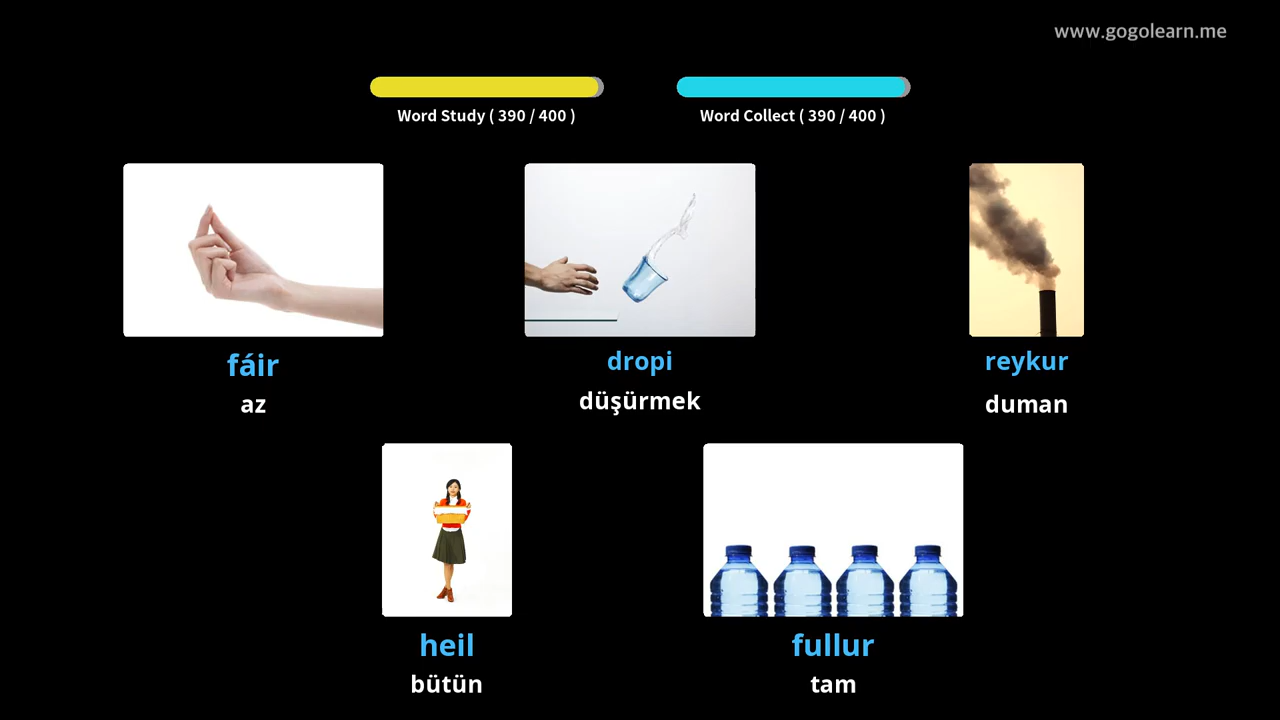 www.gogolearn.me
Word Study ( 390 / 400 )
Word Collect ( 390 / 400 )
fáir
az
dropi
düşürmek
reykur
duman
heil
bütün
fullur
tam